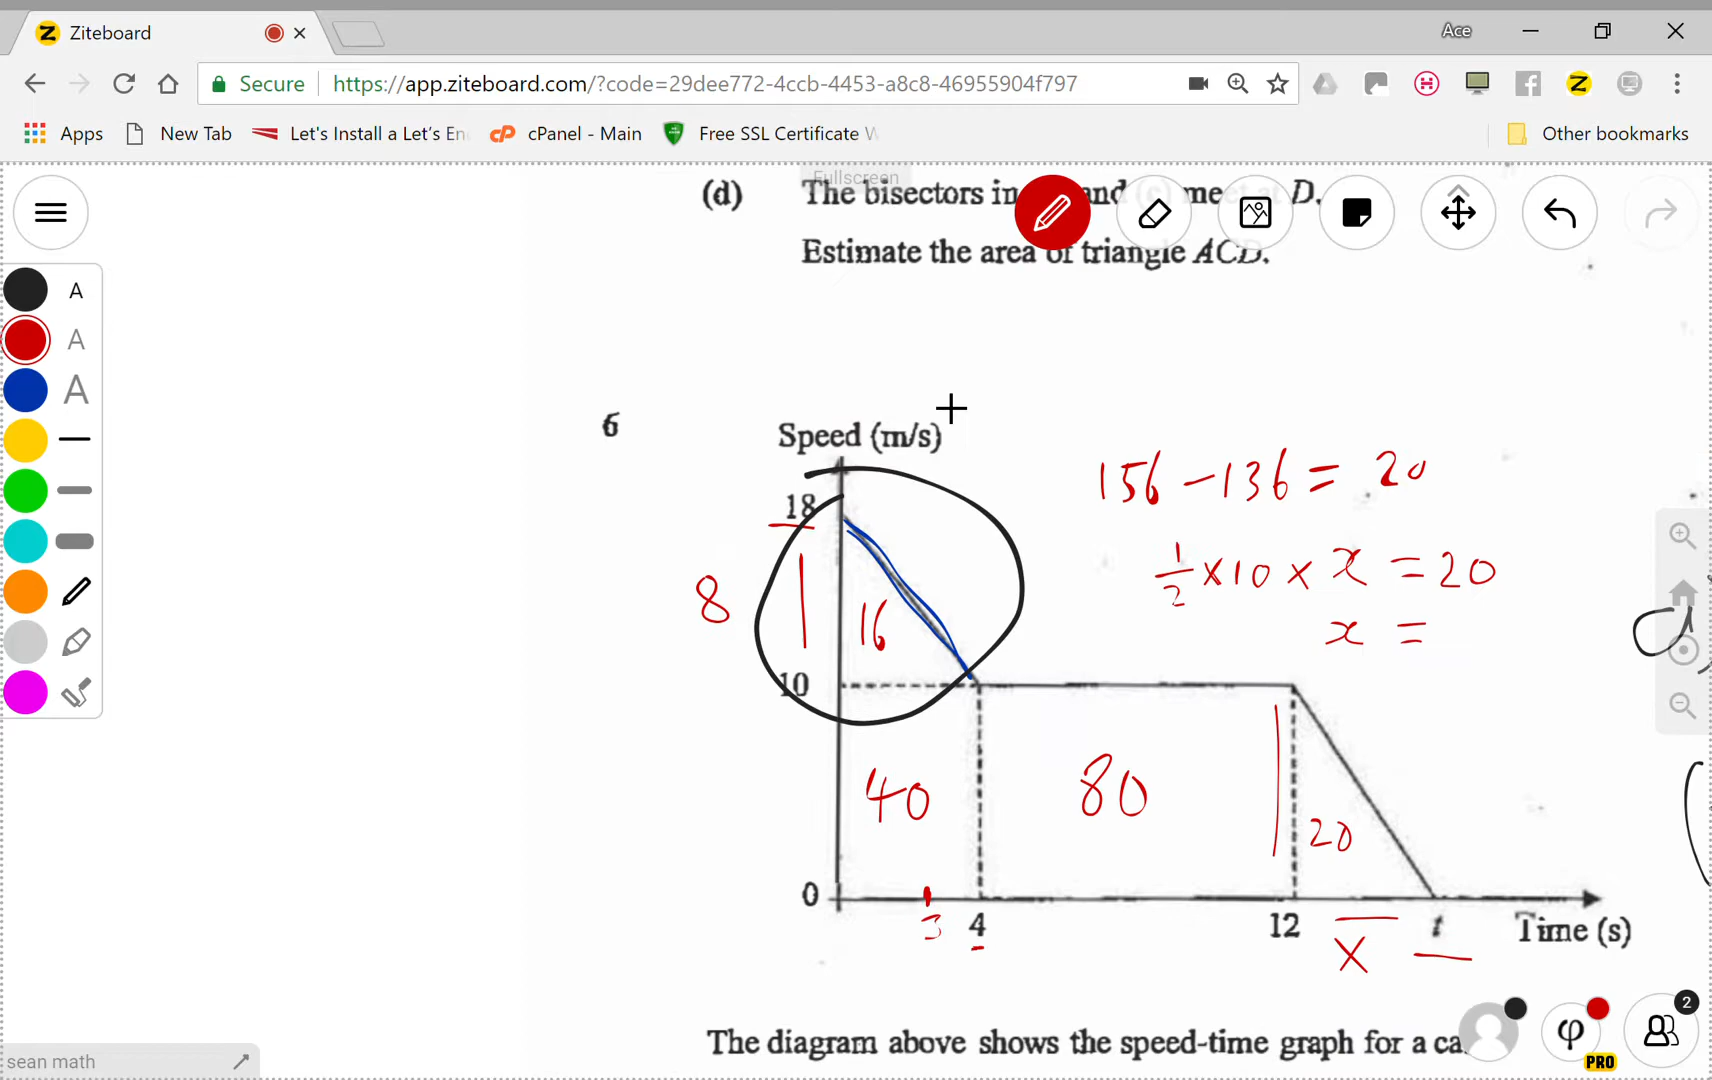 Ziteboard
Ace
Secure
https://app.ziteboard.com/?code=29dee772-4ccb-4453-a8c8-46955904f797
Apps
New Tab
Let's Install a Let's En
cPanel - Main
Free SSL Certificate W
Other bookmarks
Fullscreen
(d) The bisectors in and meet at D.
Estimate the area of triangle ACD.
A
A
A
6
Speed (m/s)
18
10
0
4
12
t
Time (s)
156 - 136 = 20
1/2 × 10 × x = 20
x =
8
16
40
80
20
3
x
The diagram above shows the speed-time graph for a ca
sean math
φ
PRO
2